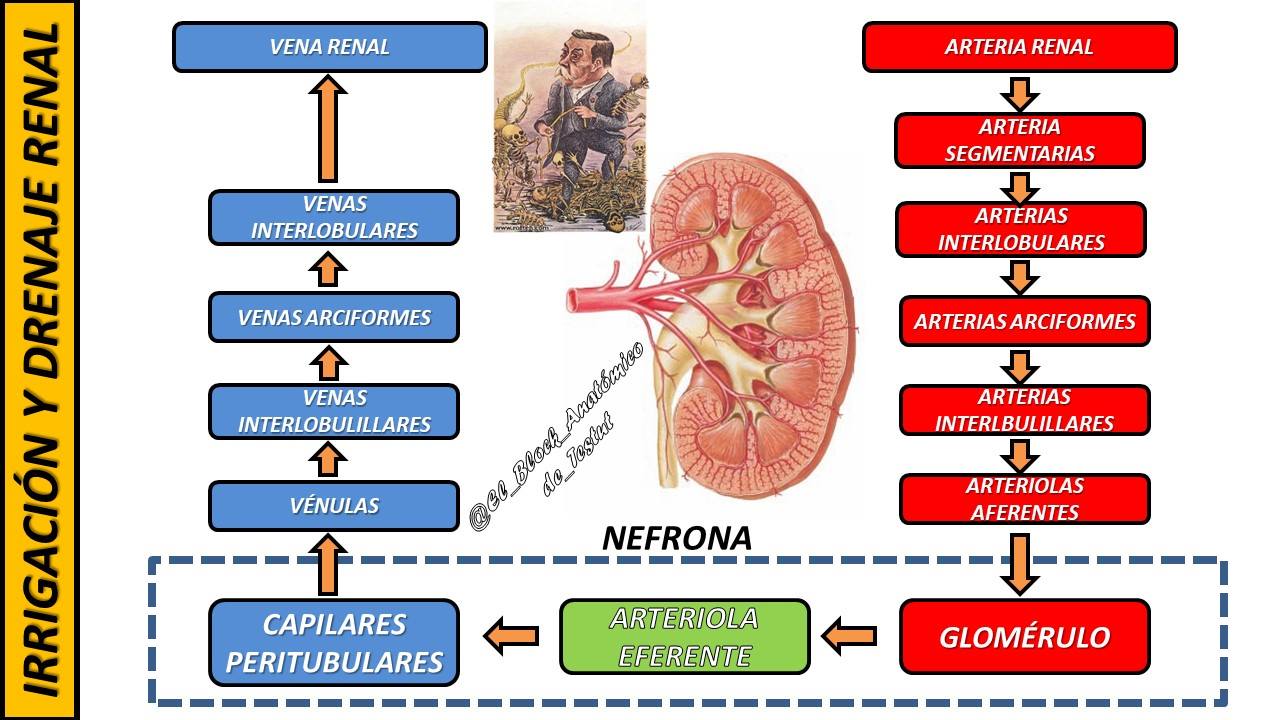 IRRIGACIÓN Y DRENAJE RENAL
VENA RENAL
VENAS
INTERLOBULARES
VENAS ARCIFORMES
VENAS
INTERLOBULILLARES
VÉNULAS
CAPILARES
PERITUBULARES
@El_Block_Anatómico
de_Testut
NEFRONA
ARTERIOLA
EFERENTE
ARTERIA RENAL
ARTERIA
SEGMENTARIAS
ARTERIAS
INTERLOBULARES
ARTERIAS ARCIFORMES
ARTERIAS
INTERLBULILLARES
ARTERIOLAS
AFERENTES
GLOMÉRULO